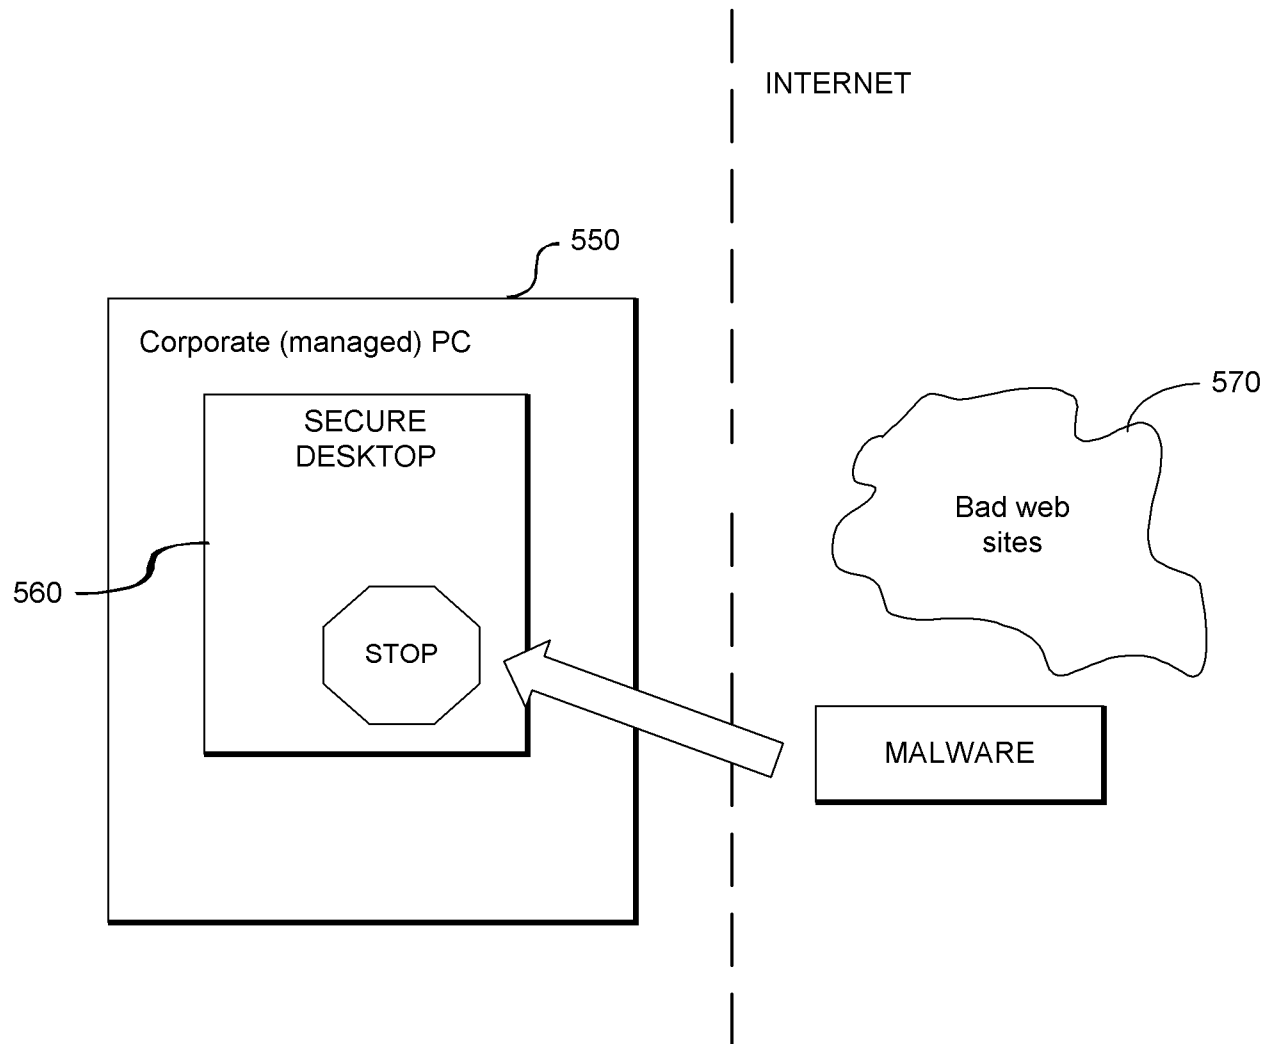 INTERNET
550
Corporate (managed) PC
570
SECURE
DESKTOP
Bad web
sites
560
STOP
MALWARE